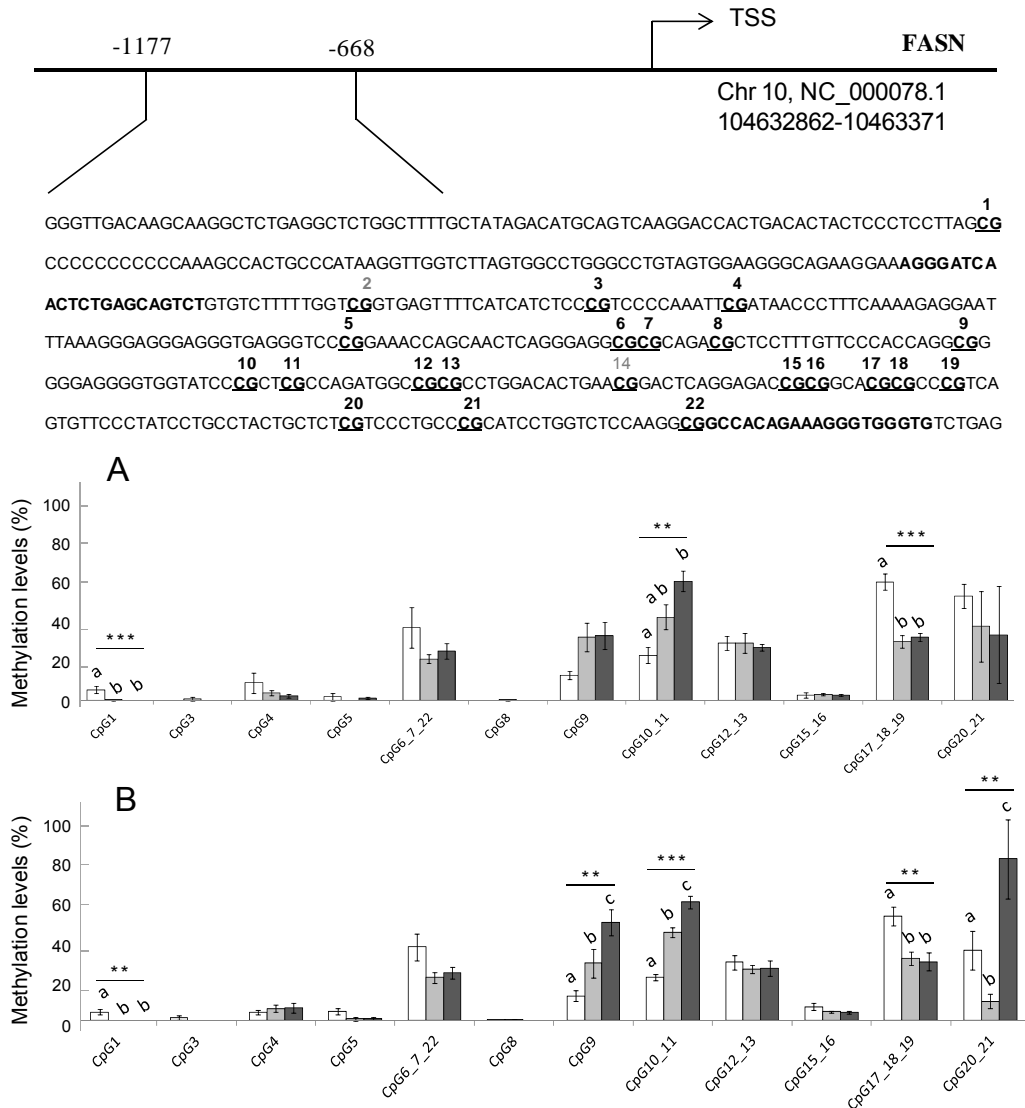 TSS
-1177
-668
FASN
Chr 10, NC_000078.1
104632862-10463371
1
GGGTTGACAAGCAAGGCTCTGAGGCTCTGGCTTTTGCTATAGACATGCAGTCAAGGACCACTGACACTACTCCCTCCTTAGCG
CCCCCCCCCCCAAAGCCACTGCCCATAAGGTTGGTCTTAGTGGCCTGGGCCTGTAGTGGAAGGGCAGAAGGAAAGGGATCA
2 3 4
ACTCTGAGCAGTCTGTGTCTTTTTGGTCGGTGAGTTTTCATCATCTCCCGTCCCCAAATTCGATAACCCTTTCAAAAGAGGAAT
5 6 7 8 9
TTAAAGGGAGGGAGGGTGAGGGTCCCGGAAACCAGCAACTCAGGGAGGCGCGCAGACGCTCCTTTGTTCCCACCAGGCGG
10 11 12 13 14 15 16 17 18 19
GGGAGGGGTGGTATCCCGCTCGCCAGATGGCCGCGCCTGGACACTGAACGGACTCAGGAGACCGCGGCACGCGCCCGTCA
20 21 22
GTGTTCCCTATCCTGCCTACTGCTCTCGTCCCTGCCCGCATCCTGGTCTCCAAGGCGGCCACAGAAAGGGTGGGTGTCTGAG
A
Methylation levels (%)
100
80
60
40
20
0
***
a b b
**
a a b b
***
a b b
CpG1 CpG3 CpG4 CpG5 CpG6_7_22 CpG8 CpG9 CpG10_11 CpG12_13 CpG15_16 CpG17_18_19 CpG20_21
B
Methylation levels (%)
100
80
60
40
20
0
**
a b b
**
a b c
***
a b c
**
a b b
**
a b c
CpG1 CpG3 CpG4 CpG5 CpG6_7_22 CpG8 CpG9 CpG10_11 CpG12_13 CpG15_16 CpG17_18_19 CpG20_21